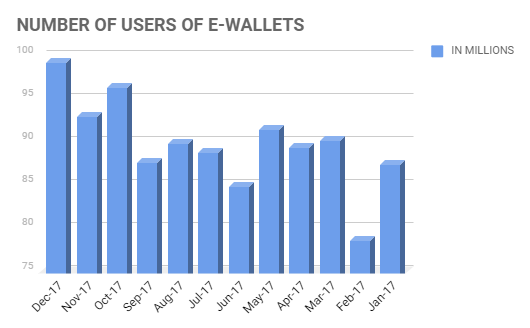 NUMBER OF USERS OF E-WALLETS
IN MILLIONS
100
95
90
85
80
75
Dec-17
Nov-17
Oct-17
Sep-17
Aug-17
Jul-17
Jun-17
May-17
Apr-17
Mar-17
Feb-17
Jan-17